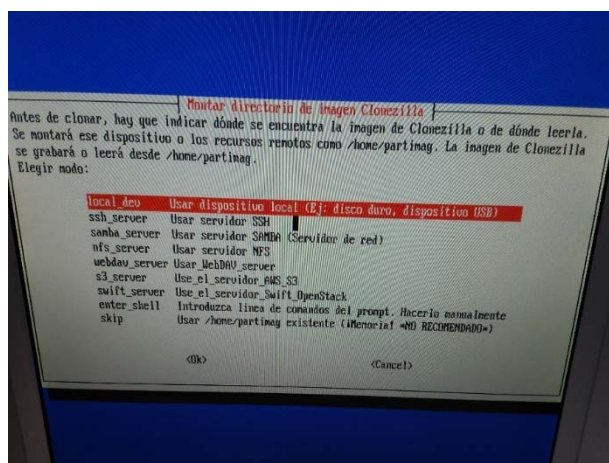 Montar directorio de imagen Clonezilla
Antes de clonar, hay que indicar dónde se encuentra la imagen de Clonezilla o de dónde leerla.
Se montará ese dispositivo o los recursos remotos como /home/partimag. La imagen de Clonezilla
se grabará o leerá desde /home/partimag.
Elegir modo:
local_dev Usar dispositivo local (Ej: disco duro, dispositivo USB)
ssh_server Usar servidor SSH
samba_server Usar servidor SAMBA (Servidor de red)
nfs_server Usar servidor NFS
webdav_server Usar_WebDAV_server
s3_server Use_el_servidor_AWS_S3
swift_server Use_el_servidor_Swift_OpenStack
enter_shell Introduzca línea de comandos del prompt. Hacerlo manualmente
skip Usar /home/partimag existente (¡Memoria! *NO RECOMENDADO*)
<Ok> <Cancel>